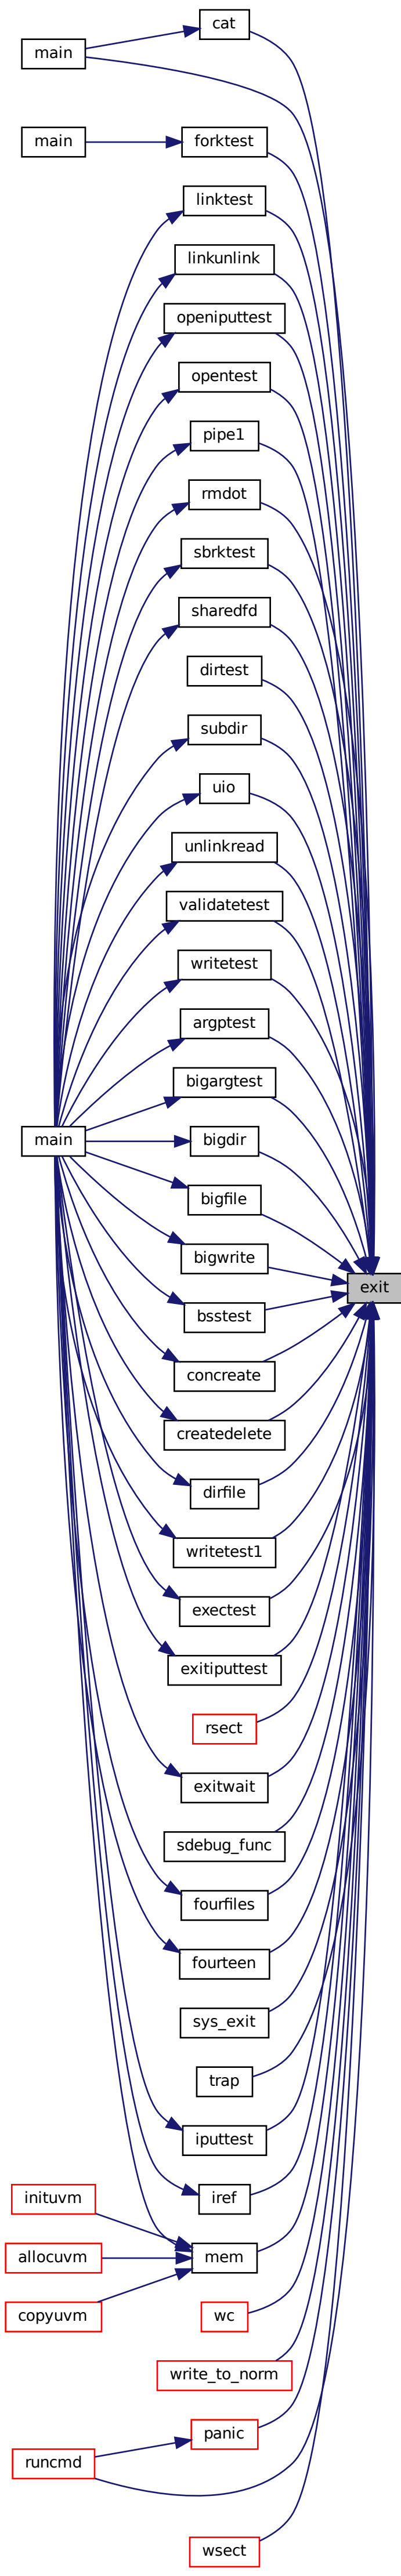 cat
main
main
forktest
linktest
linkunlink
openiputtest
opentest
pipe1
rmdot
sbrktest
sharedfd
dirtest
subdir
uio
unlinkread
validatetest
writetest
argptest
bigargtest
main
bigdir
bigfile
bigwrite
exit
bsstest
concreate
createdelete
dirfile
writetest1
exectest
exitiputtest
rsect
exitwait
sdebug_func
fourfiles
fourteen
sys_exit
trap
iputtest
inituvm
iref
allocuvm
mem
copyuvm
wc
write_to_norm
panic
runcmd
wsect